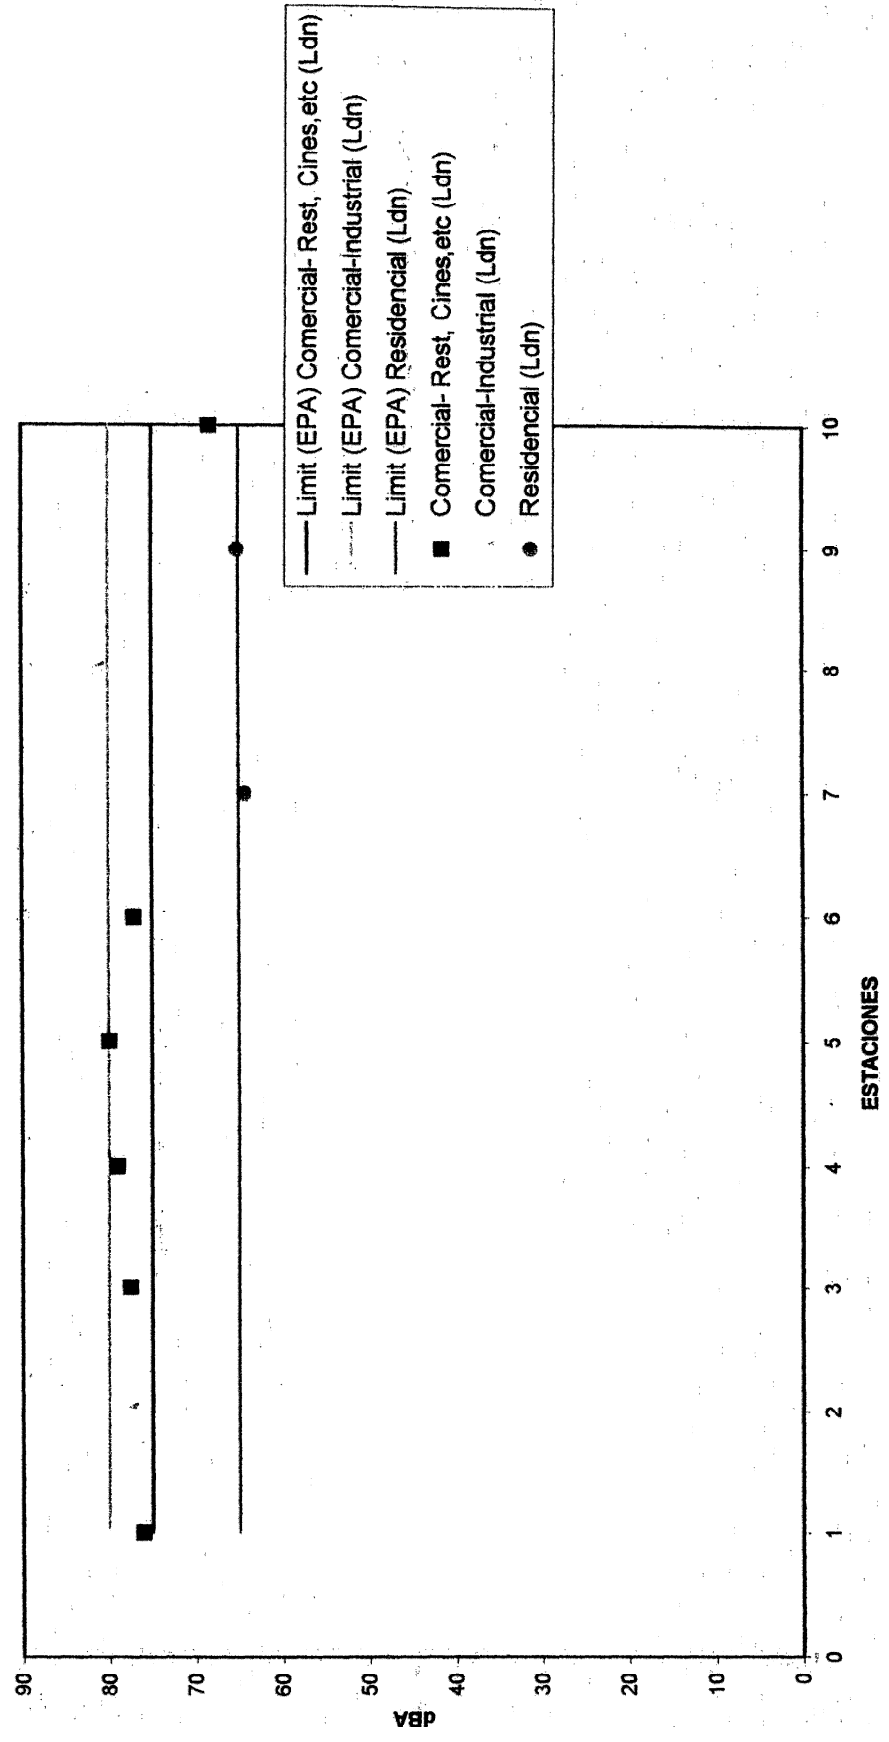 90
80
70
60
50
40
30
20
10
0
dBA
0
1
2
3
4
5
6
7
8
9
10
ESTACIONES
Limit (EPA) Comercial- Rest, Cines,etc (Ldn)
Limit (EPA) Comercial-Industrial (Ldn)
Limit (EPA) Residencial (Ldn)
Comercial- Rest, Cines,etc (Ldn)
Comercial-Industrial (Ldn)
Residencial (Ldn)